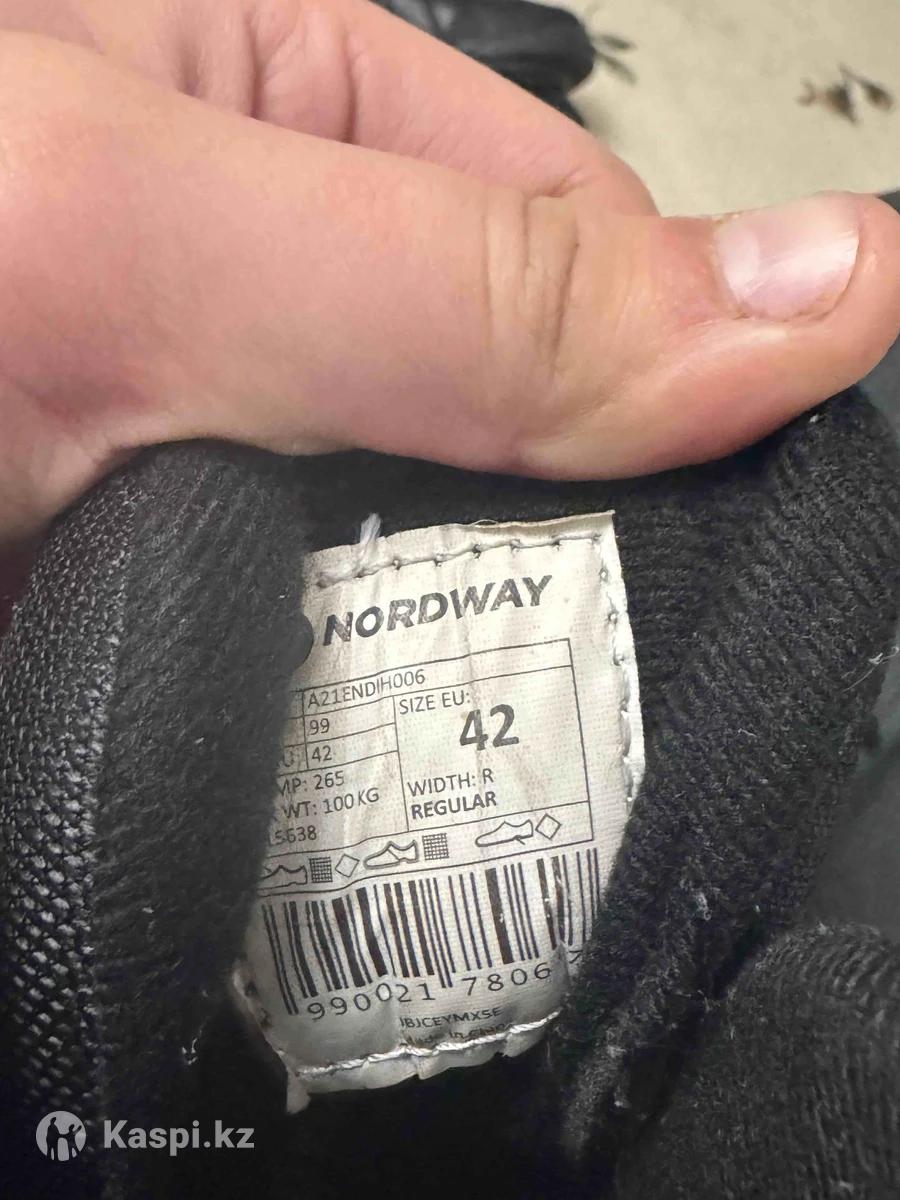 NORDWAY
A21ENDIH006
99
SIZE EU:
42
42
MP: 265
WT: 100KG
WIDTH: R
REGULAR
5638
990021 7806
Made in China
Kaspi.kz